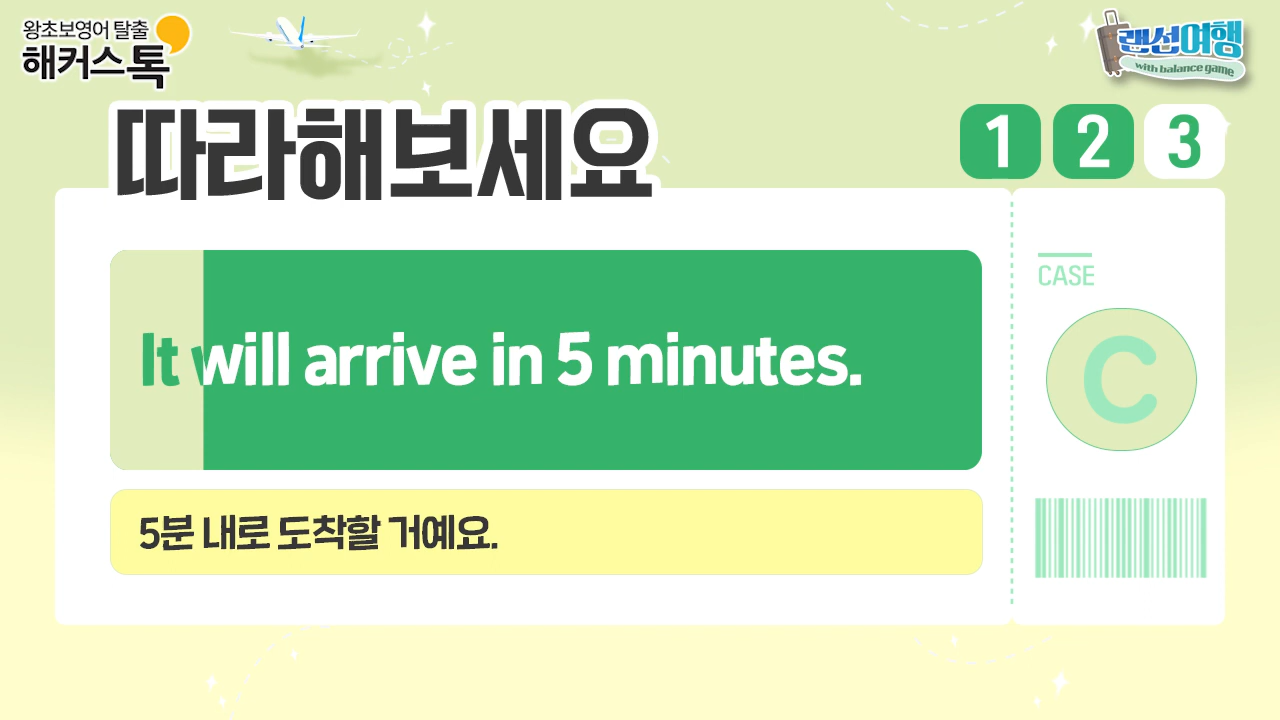 왕초보영어 탈출
해커스톡
랜선여행
with balance game
따라해보세요
1 2 3
It will arrive in 5 minutes.
5분 내로 도착할 거예요.
CASE
C